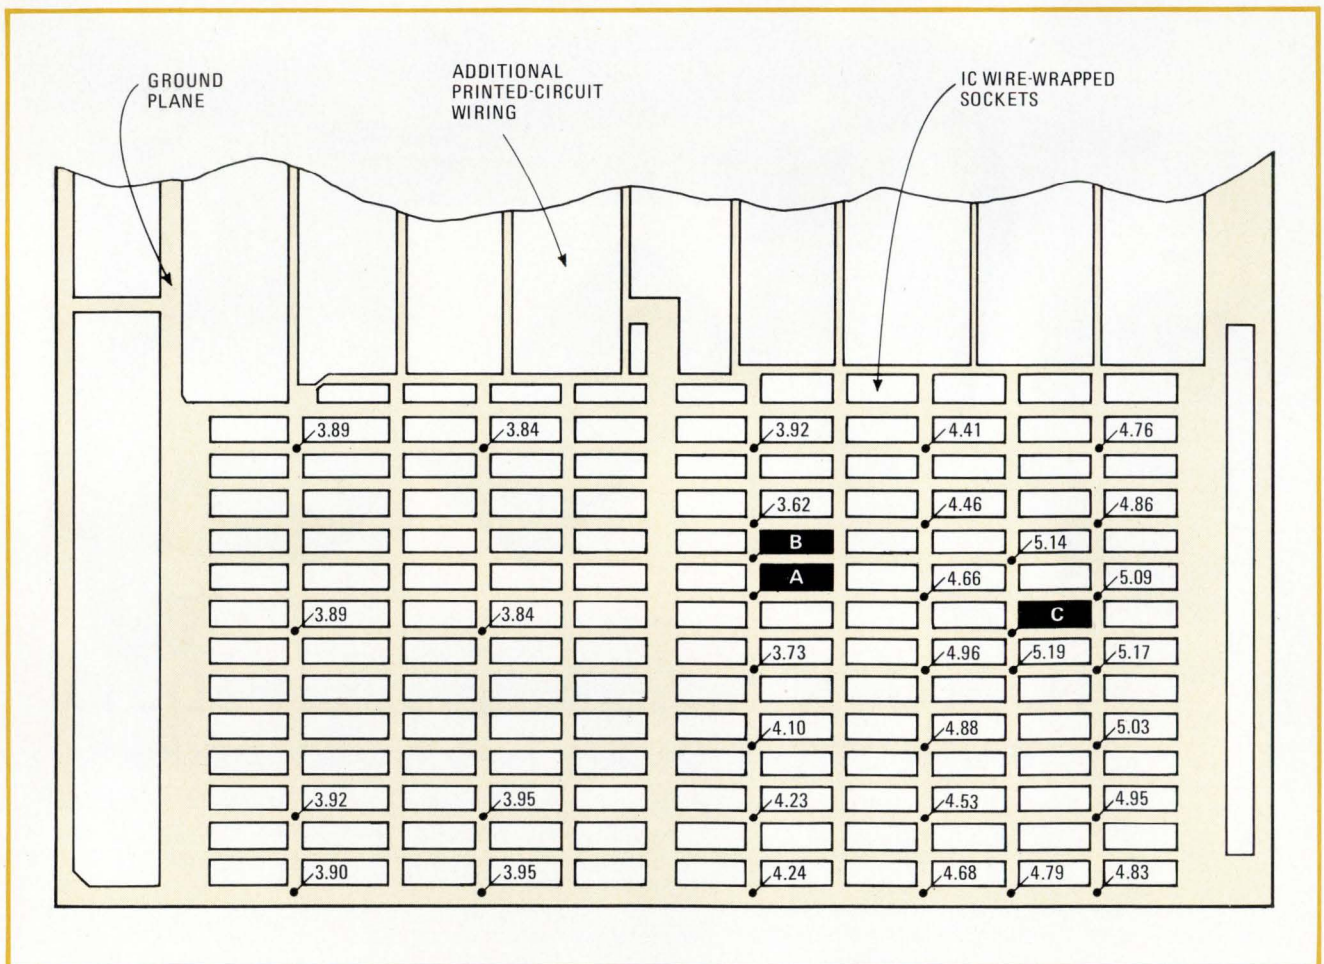 GROUND
PLANE
ADDITIONAL
PRINTED-CIRCUIT
WIRING
IC WIRE-WRAPPED
SOCKETS
3.89 3.84 3.92 4.41 4.76
3.62 4.46 4.86
B 5.14
A 4.66 5.09
3.89 3.84 C
3.73 4.96 5.19 5.17
4.10 4.88 5.03
3.92 3.95 4.23 4.53 4.95
3.90 3.95 4.24 4.68 4.79 4.83